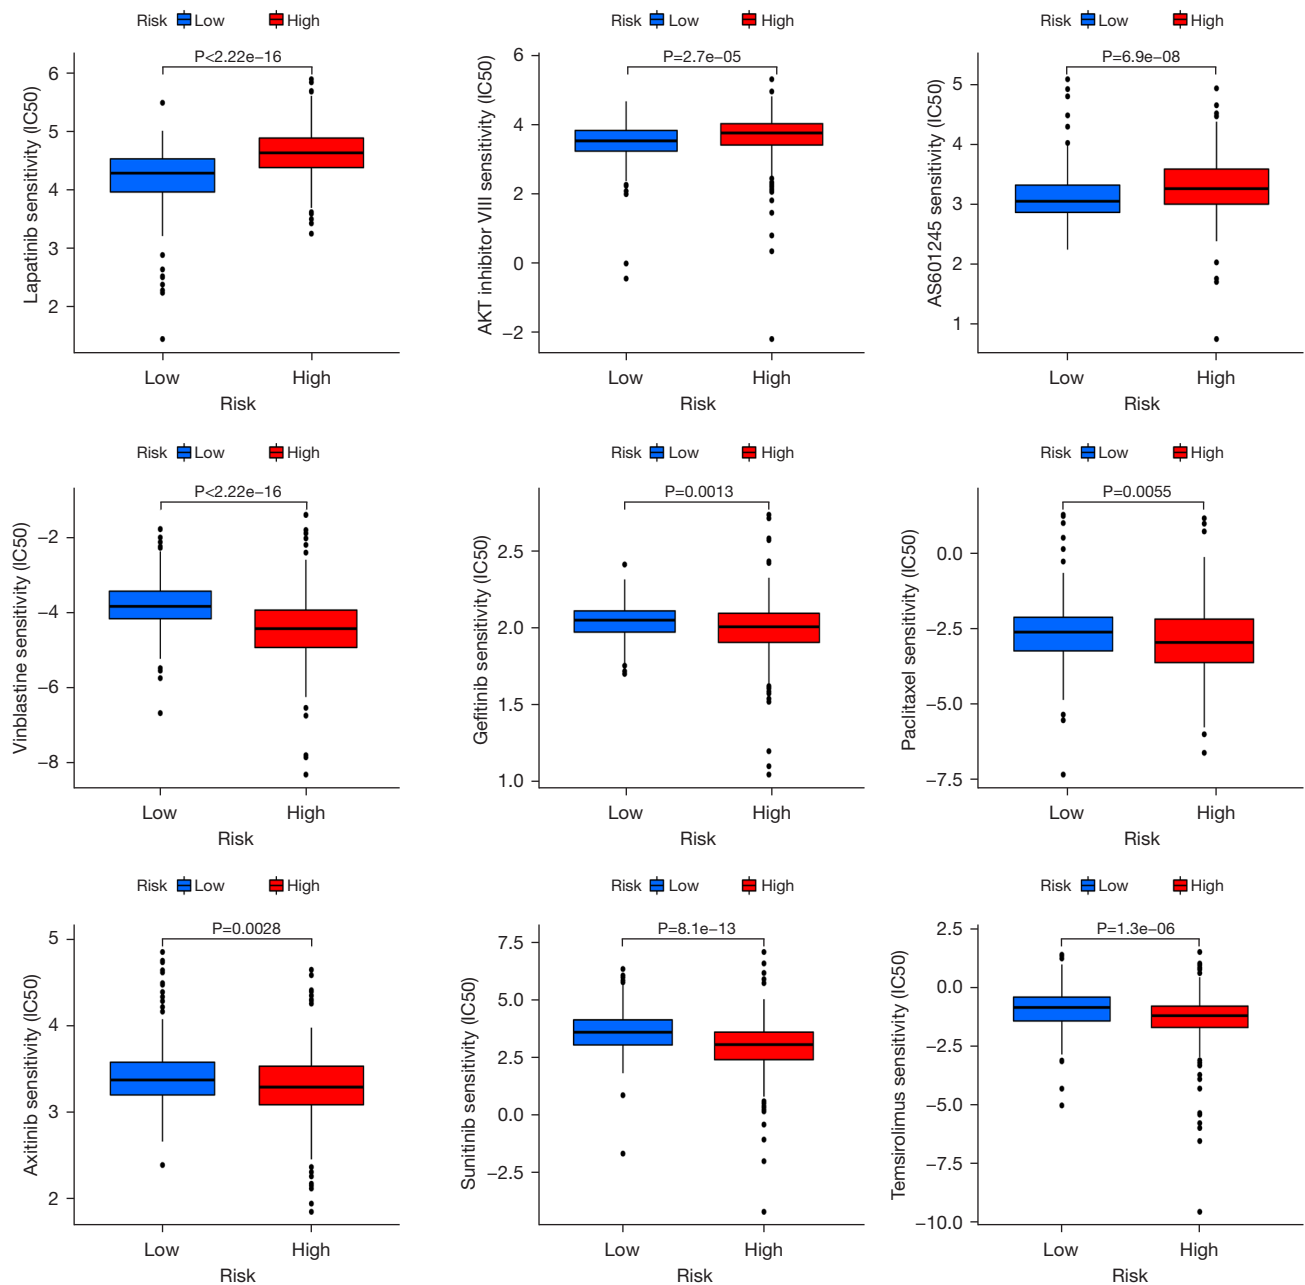 Risk Low High
P<2.22e−16
Lapatinib sensitivity (IC50)
6
5
4
3
2
Low High
Risk
Risk Low High
P=2.7e−05
AKT inhibitor VIII sensitivity (IC50)
6
4
2
0
−2
Low High
Risk
Risk Low High
P=6.9e−08
AS601245 sensitivity (IC50)
5
4
3
2
1
Low High
Risk
Risk Low High
P<2.22e−16
Vinblastine sensitivity (IC50)
−2
−4
−6
−8
Low High
Risk
Risk Low High
P=0.0013
Gefitinib sensitivity (IC50)
2.5
2.0
1.5
1.0
Low High
Risk
Risk Low High
P=0.0055
Paclitaxel sensitivity (IC50)
0.0
−2.5
−5.0
−7.5
Low High
Risk
Risk Low High
P=0.0028
Axitinib sensitivity (IC50)
5
4
3
2
Low High
Risk
Risk Low High
P=8.1e−13
Sunitinib sensitivity (IC50)
7.5
5.0
2.5
0.0
−2.5
Low High
Risk
Risk Low High
P=1.3e−06
Temsirolimus sensitivity (IC50)
2.5
0.0
−2.5
−5.0
−7.5
−10.0
Low High
Risk